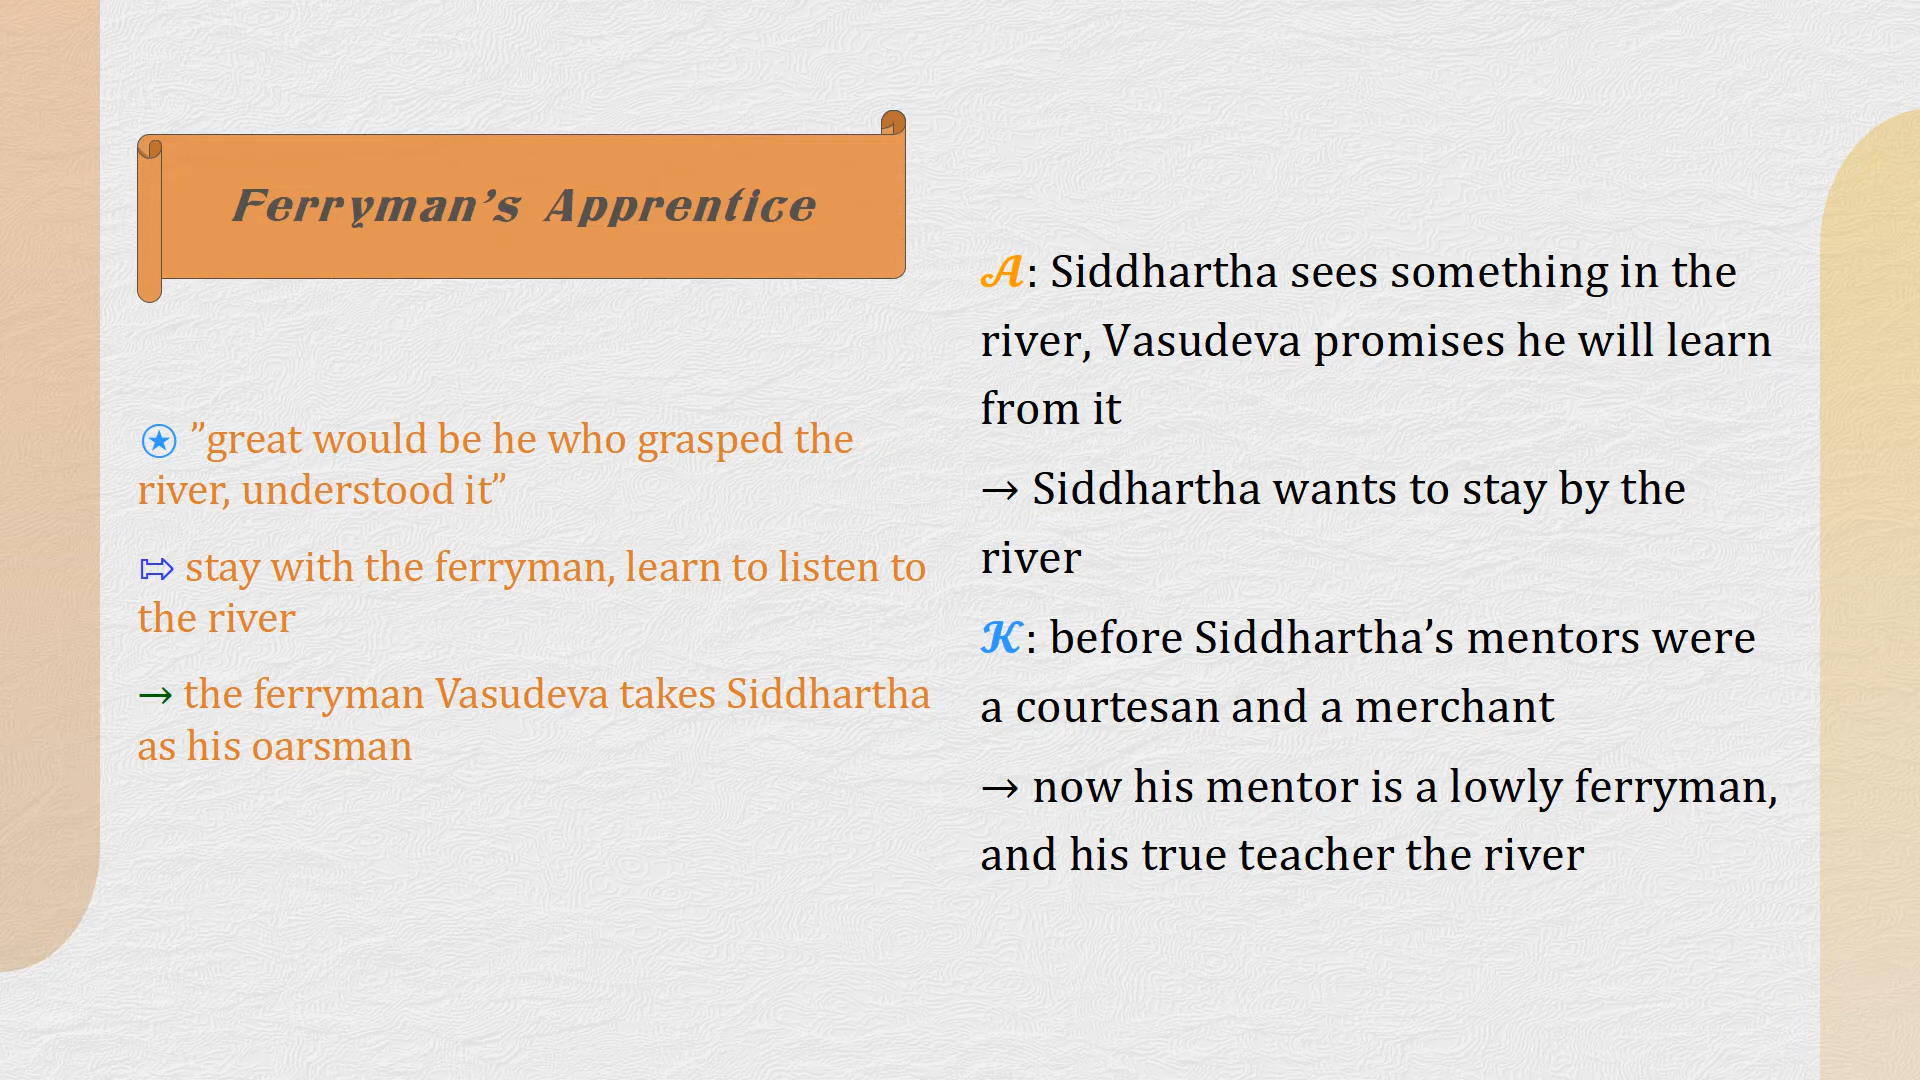 Ferryman’s Apprentice
⍟ ”great would be he who grasped the
river, understood it”
⇰ stay with the ferryman, learn to listen to
the river
→ the ferryman Vasudeva takes Siddhartha
as his oarsman
𝓐: Siddhartha sees something in the
river, Vasudeva promises he will learn
from it
→ Siddhartha wants to stay by the
river
𝓚: before Siddhartha’s mentors were
a courtesan and a merchant
→ now his mentor is a lowly ferryman,
and his true teacher the river